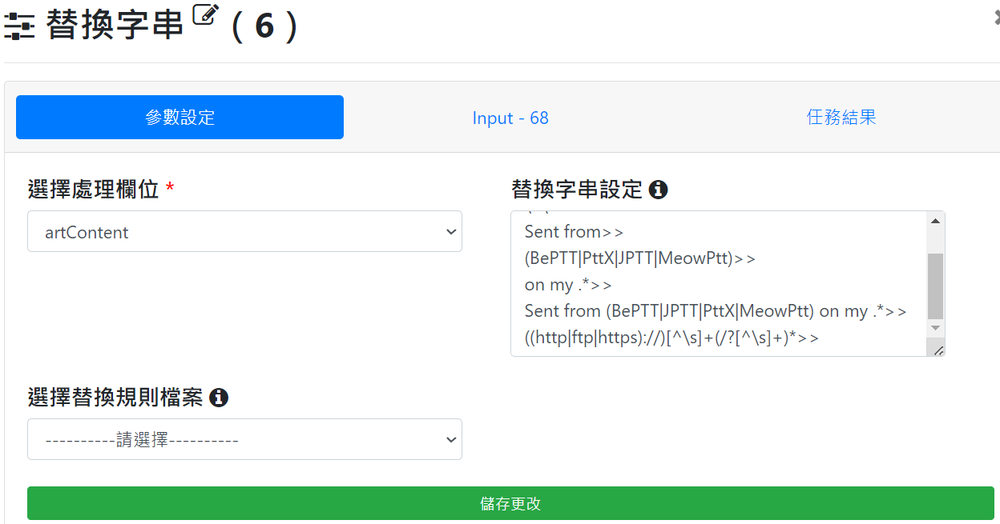 替換字串 ( 6 )
參數設定
Input - 68
任務結果
選擇處理欄位 *
替換字串設定
artContent
Sent from>>
(BePTT|PttX|JPTT|MeowPtt)>>
on my .*>>
Sent from (BePTT|JPTT|PttX|MeowPtt) on my .*>>
((http|ftp|https)://)[^\s]+(/?[^\s]+)*>>
選擇替換規則檔案
----------請選擇----------
儲存更改